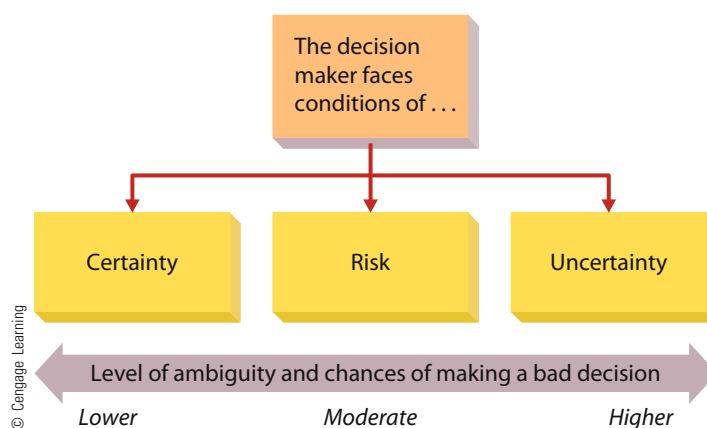 The decision
maker faces
conditions of . . .
Certainty
Risk
Uncertainty
Level of ambiguity and chances of making a bad decision
Lower
Moderate
Higher
© Cengage Learning